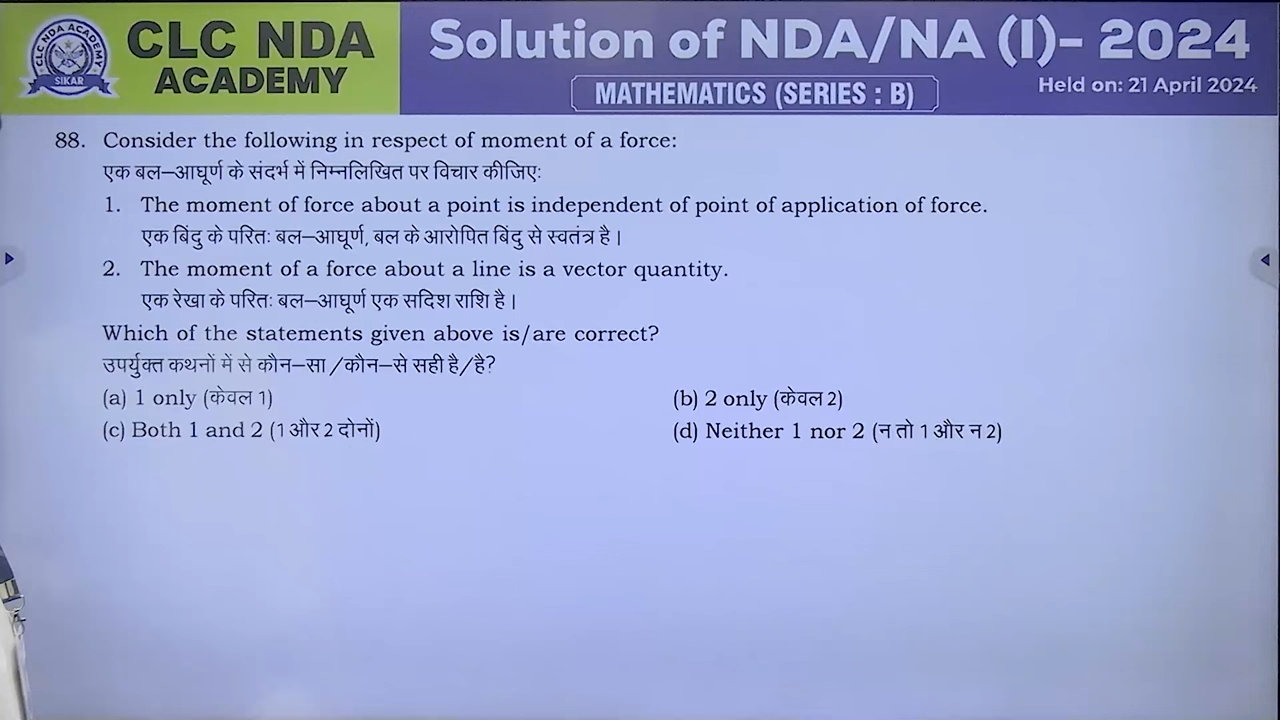 CLC NDA ACADEMY
SIKAR
CLC NDA
ACADEMY
Solution of NDA/NA (I)- 2024
MATHEMATICS (SERIES : B)
Held on: 21 April 2024
88. Consider the following in respect of moment of a force:
एक बल–आघूर्ण के संदर्भ में निम्नलिखित पर विचार कीजिए:
1. The moment of force about a point is independent of point of application of force.
एक बिंदु के परितः बल–आघूर्ण, बल के आरोपित बिंदु से स्वतंत्र है।
2. The moment of a force about a line is a vector quantity.
एक रेखा के परितः बल–आघूर्ण एक सदिश राशि है।
Which of the statements given above is/are correct?
उपर्युक्त कथनों में से कौन–सा/कौन–से सही है/है?
(a) 1 only (केवल 1) (b) 2 only (केवल 2)
(c) Both 1 and 2 (1 और 2 दोनों) (d) Neither 1 nor 2 (न तो 1 और न 2)